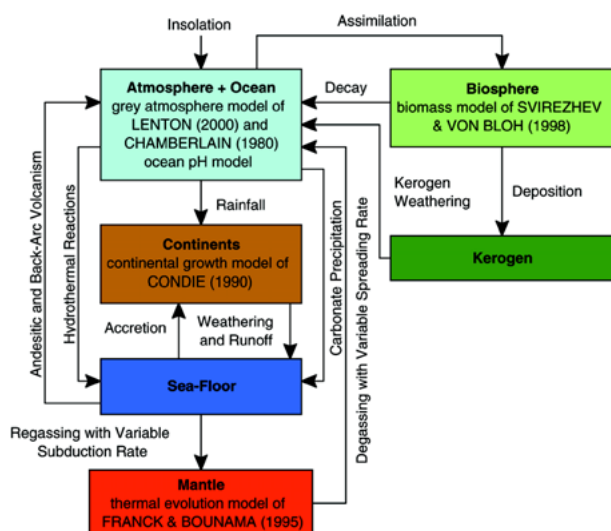 Insolation
Assimilation
Atmosphere + Ocean
grey atmosphere model of
LENTON (2000) and
CHAMBERLAIN (1980)
ocean pH model
Decay
Biosphere
biomass model of SVIREZHEV
& VON BLOH (1998)
Kerogen
Weathering
Deposition
Kerogen
Rainfall
Continents
continental growth model of
CONDIE (1990)
Accretion
Weathering
and Runoff
Sea-Floor
Regassing with Variable
Subduction Rate
Mantle
thermal evolution model of
FRANCK & BOUNAMA (1995)
Andesitic and Back-Arc Volcanism
Hydrothermal Reactions
Carbonate Precipitation
Degassing with Variable Spreading Rate